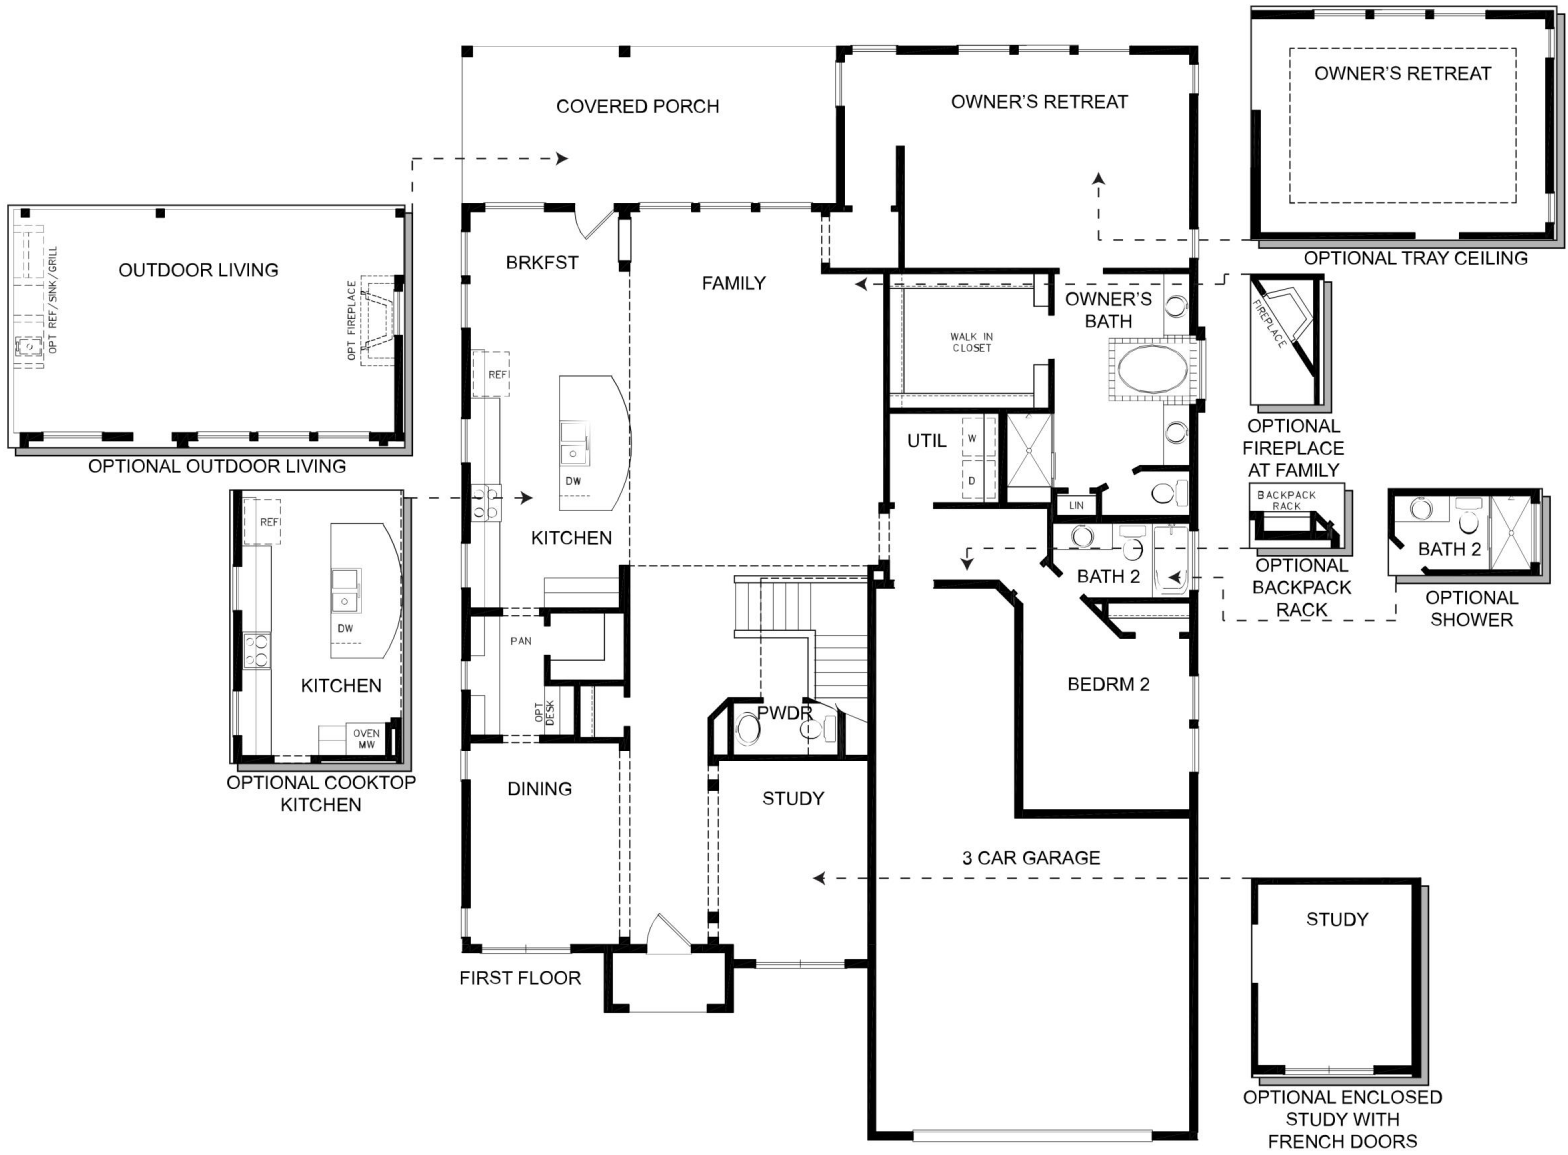 COVERED PORCH
OWNER'S RETREAT
OWNER'S RETREAT
OPTIONAL TRAY CEILING
OUTDOOR LIVING
OPT REF/SINK/GRILL
OPT FIREPLACE
OPTIONAL OUTDOOR LIVING
BRKFST
FAMILY
OWNER'S
BATH
WALK IN
CLOSET
FIREPLACE
OPTIONAL
FIREPLACE
AT FAMILY
REF
DW
KITCHEN
UTIL
W
D
LIN
BATH 2
BACKPACK
RACK
OPTIONAL
BACKPACK
RACK
BATH 2
OPTIONAL
SHOWER
REF
DW
KITCHEN
OVEN
MW
OPTIONAL COOKTOP
KITCHEN
PAN
OPT
DESK
PWDR
BEDRM 2
DINING
STUDY
3 CAR GARAGE
STUDY
OPTIONAL ENCLOSED
STUDY WITH
FRENCH DOORS
FIRST FLOOR